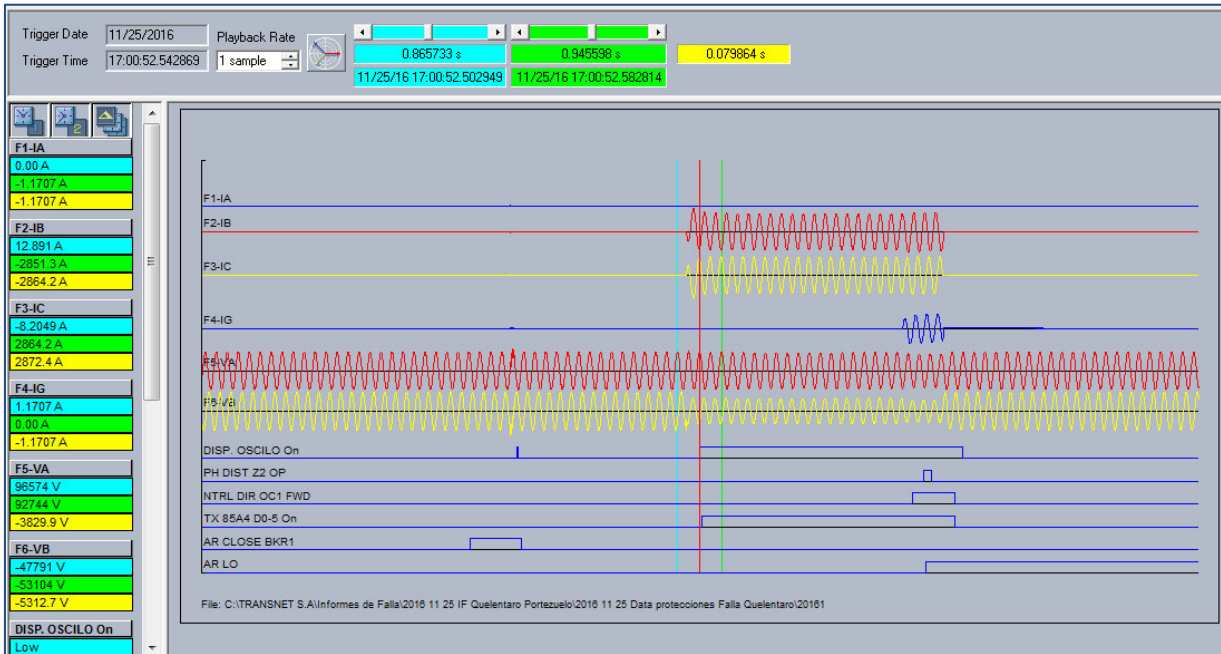 Trigger Date 11/25/2016 Playback Rate
0.865733 s 0.945598 s 0.079864 s
Trigger Time 17:00:52.542869 1 sample
11/25/16 17:00:52.502949 11/25/16 17:00:52.582814
2
F1-IA
0.00 A
-1.1707 A
-1.1707 A
F2-IB
12.891 A
-2851.3 A
-2864.2 A
F3-IC
-8.2049 A
2864.2 A
2872.4 A
F4-IG
1.1707 A
0.00 A
-1.1707 A
F5-VA
96574 V
92744 V
-3829.9 V
F6-VB
-47791 V
-53104 V
-5312.7 V
DISP. OSCILO On
Low
F1-IA
F2-IB
F3-IC
F4-IG
F5-VA
F6-VB
DISP. OSCILO On
PH DIST Z2 OP
NTRL DIR OC1 FWD
TX 85A4 D0-5 On
AR CLOSE BKR1
AR LO
File: C:\TRANSNET S.A\Informes de Falla\2016 11 25 IF Quelentaro Portezuelo\2016 11 25 Data protecciones Falla Quelentaro\20161